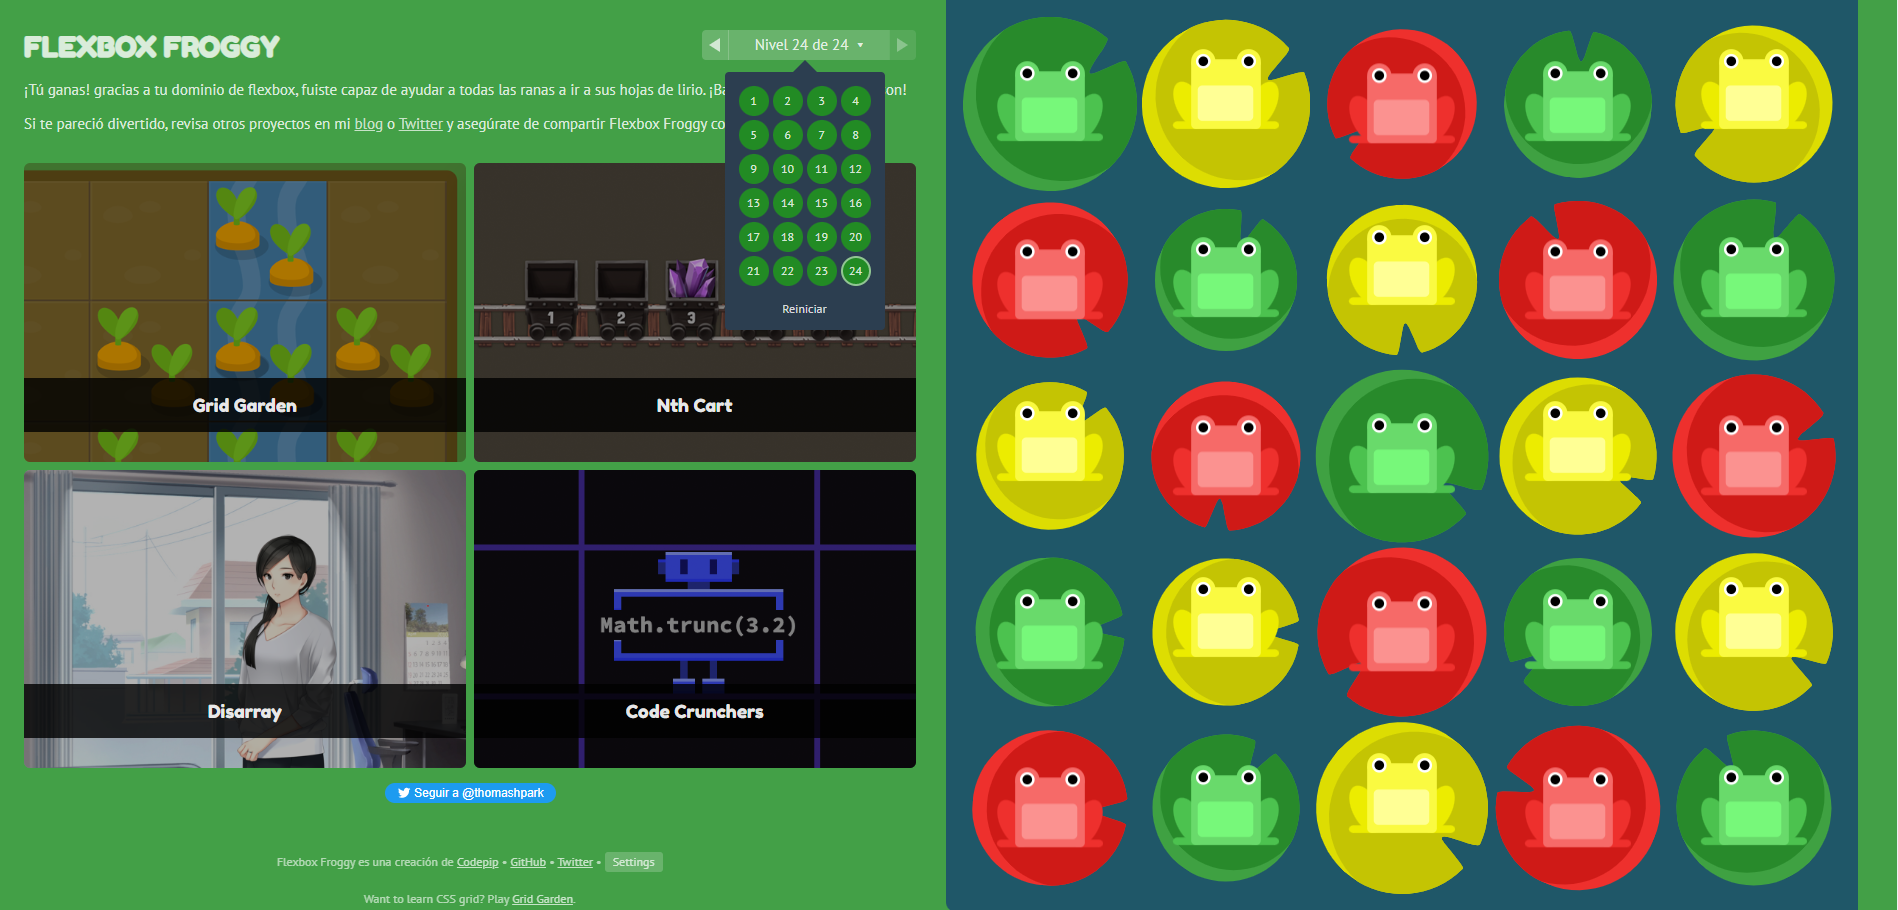 FLEXBOX FROGGY
Nivel 24 de 24
¡Tú ganas! gracias a tu dominio de flexbox, fuiste capaz de ayudar a todas las ranas a ir a sus hojas de lirio. ¡Ba on!
Si te pareció divertido, revisa otros proyectos en mi blog o Twitter y asegúrate de compartir Flexbox Froggy co
1 2 3 4
5 6 7 8
9 10 11 12
13 14 15 16
17 18 19 20
21 22 23 24
Reiniciar
1 2 3
Grid Garden
Nth Cart
Math.trunc(3.2)
Disarray
Code Crunchers
Seguir a @thomashpark
Flexbox Froggy es una creación de Codepip • GitHub • Twitter • Settings
Want to learn CSS grid? Play Grid Garden.